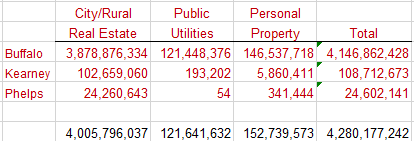 City/Rural Public Personal
Real Estate Utilities Property Total
Buffalo 3,878,876,334 121,448,376 146,537,718 4,146,862,428
Kearney 102,659,060 193,202 5,860,411 108,712,673
Phelps 24,260,643 54 341,444 24,602,141
4,005,796,037 121,641,632 152,739,573 4,280,177,242